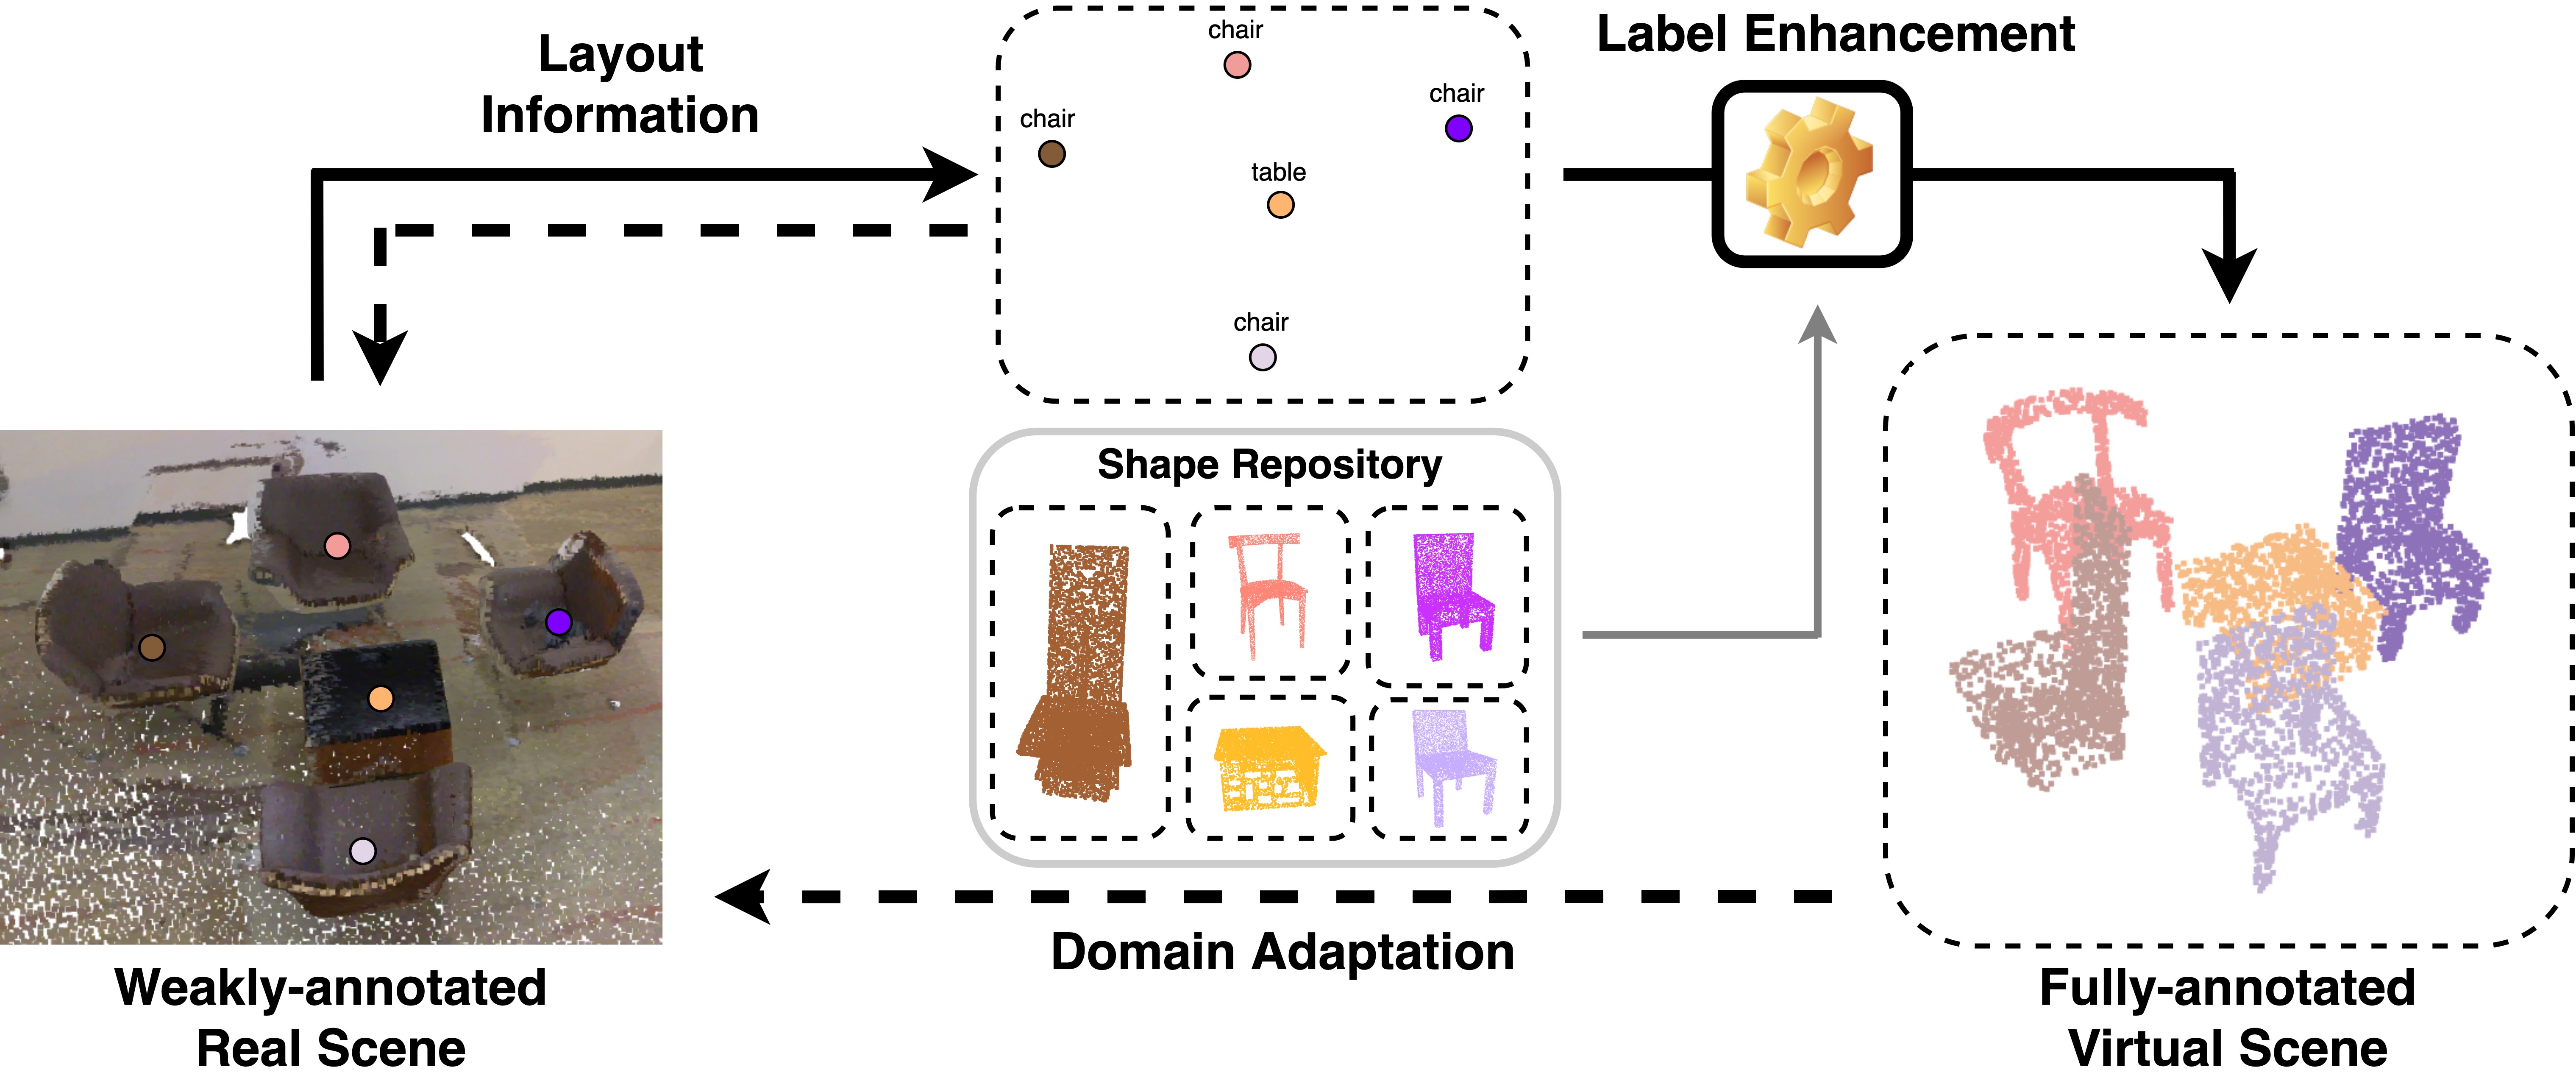 Layout
Information
chair
chair
chair
table
chair
Label Enhancement
Shape Repository
Domain Adaptation
Weakly-annotated
Real Scene
Fully-annotated
Virtual Scene